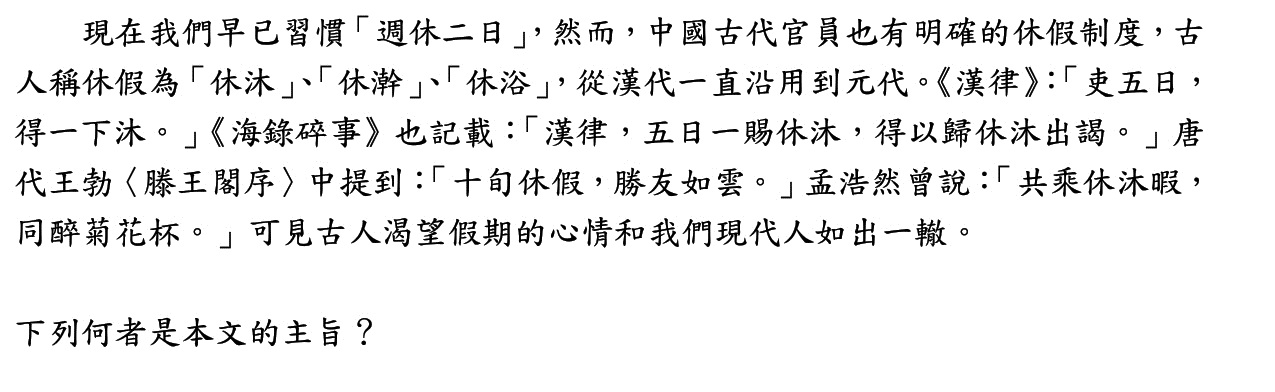 現在我們早已習慣「週休二日」,然而,中國古代官員也有明確的休假制度,古
人稱休假為「休沐」、「休澣」、「休浴」,從漢代一直沿用到元代。《漢律》:「吏五日,
得一下沐。」《海錄碎事》也記載:「漢律,五日一賜休沐,得以歸休沐出謁。」唐
代王勃〈滕王閣序〉中提到:「十旬休假,勝友如雲。」孟浩然曾說:「共乘休沐暇,
同醉菊花杯。」可見古人渴望假期的心情和我們現代人如出一轍。
下列何者是本文的主旨?